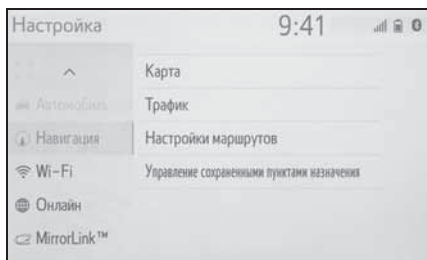 Настройка 9:41
Карта
Автомобиль Трафик
Навигация Настройки маршрутов
Wi-Fi Управление сохраненными пунктами назначения
Онлайн
MirrorLink™